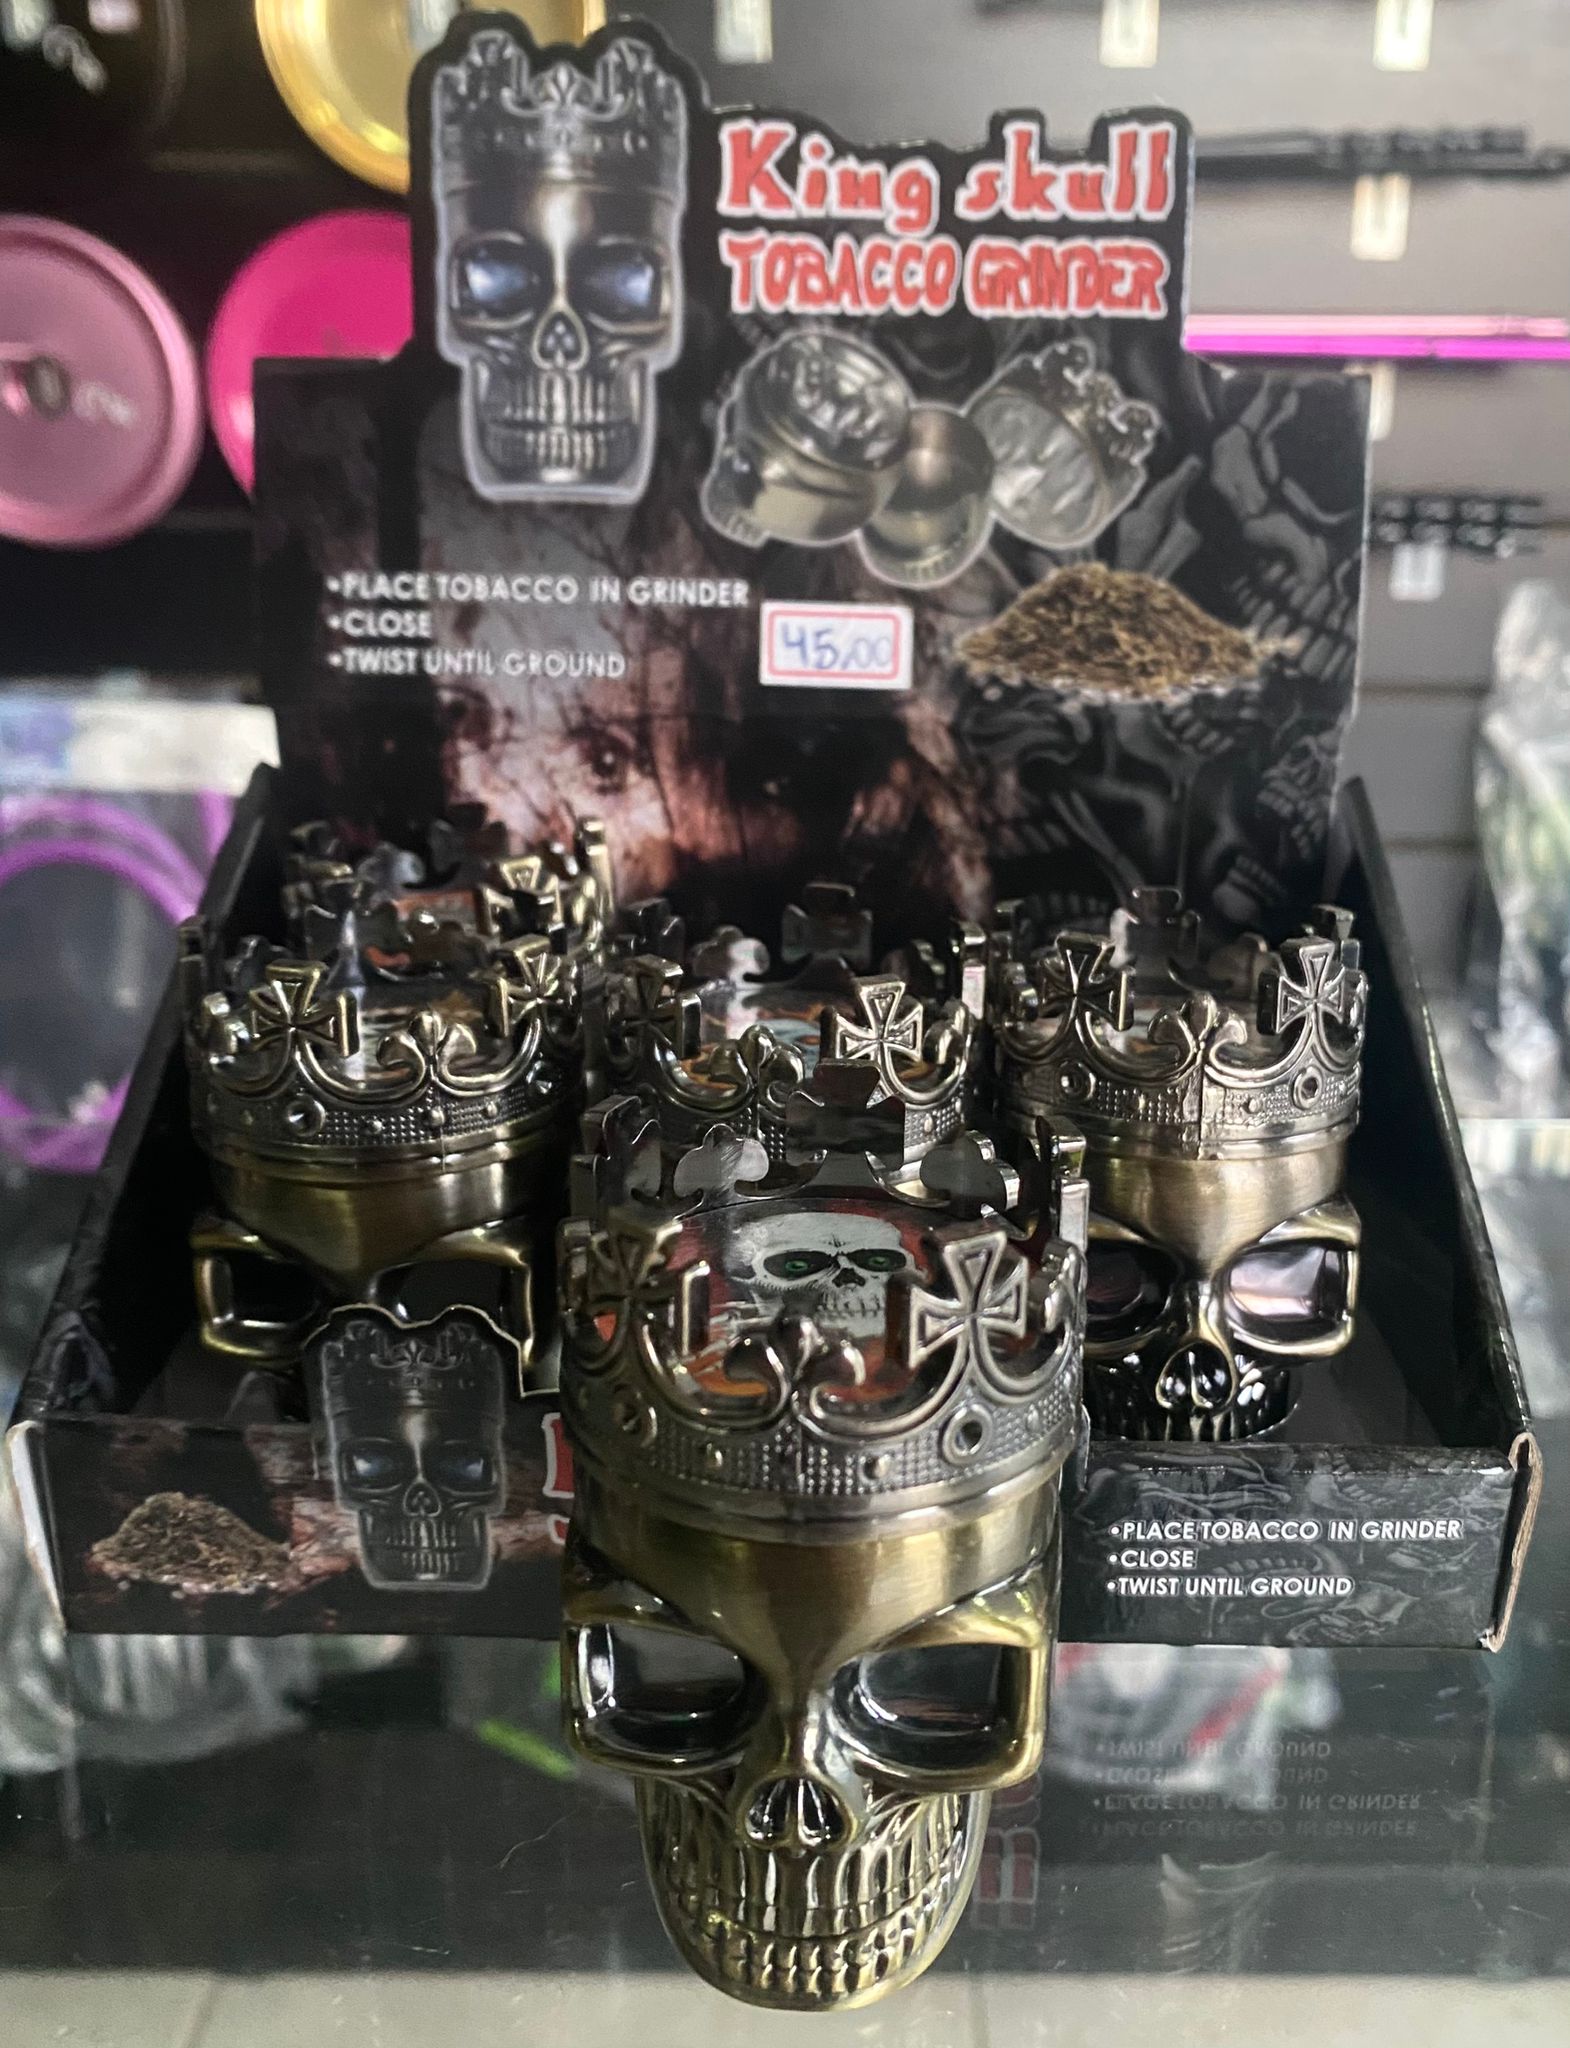 King skull
TOBACCO GRINDER
•PLACE TOBACCO IN GRINDER
•CLOSE
•TWIST UNTIL GROUND
45,00
•PLACE TOBACCO IN GRINDER
•CLOSE
•TWIST UNTIL GROUND